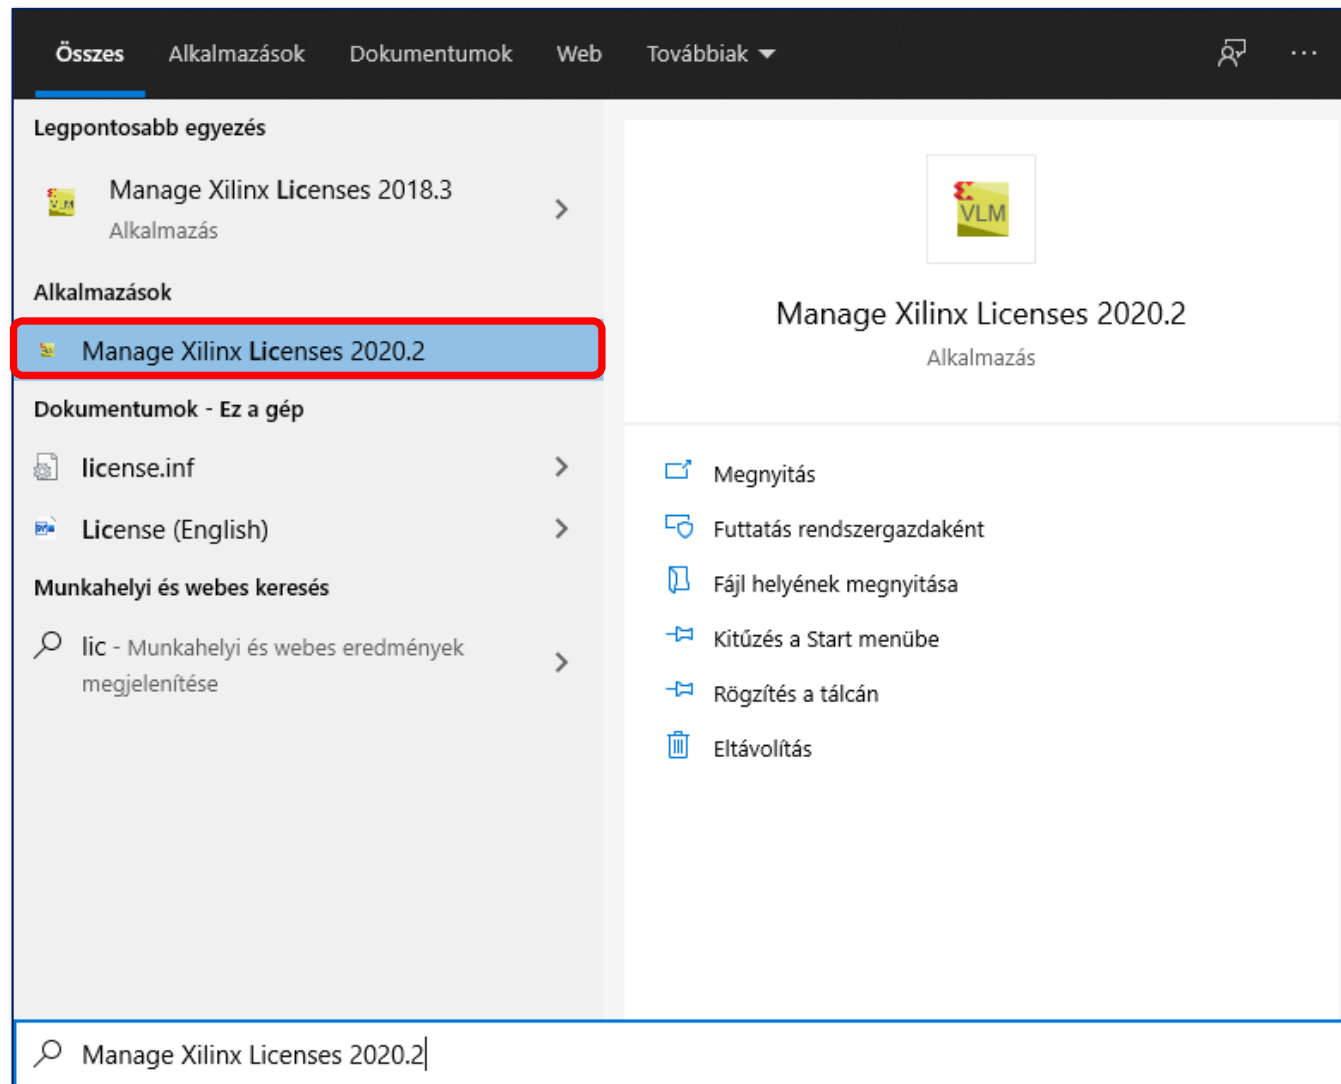 Összes Alkalmazások Dokumentumok Web Továbbiak
Legpontosabb egyezés
Manage Xilinx Licenses 2018.3
Alkalmazás
Alkalmazások
Manage Xilinx Licenses 2020.2
Dokumentumok - Ez a gép
license.inf
License (English)
Munkahelyi és webes keresés
lic - Munkahelyi és webes eredmények
megjelenítése
VLM
VLM
Manage Xilinx Licenses 2020.2
Alkalmazás
Megnyitás
Futtatás rendszergazdaként
Fájl helyének megnyitása
Kitűzés a Start menübe
Rögzítés a tálcán
Eltávolítás
Manage Xilinx Licenses 2020.2